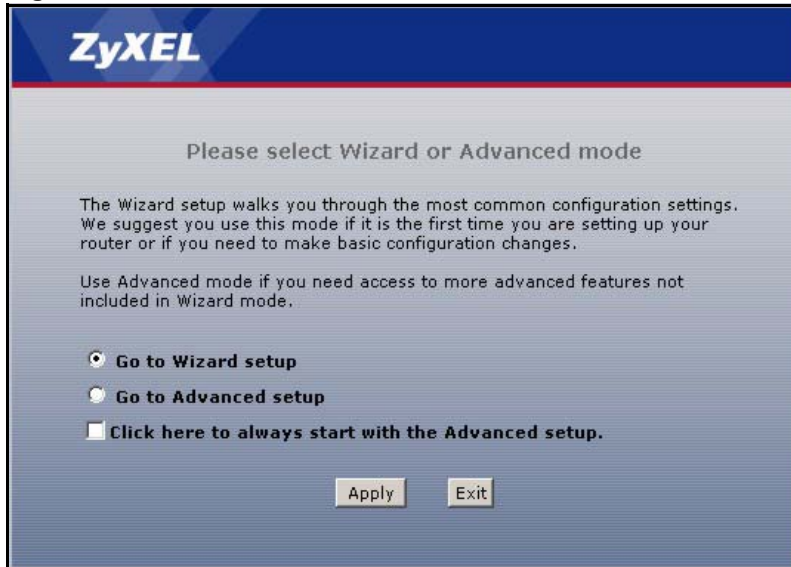 ZyXEL
Please select Wizard or Advanced mode
The Wizard setup walks you through the most common configuration settings.
We suggest you use this mode if it is the first time you are setting up your
router or if you need to make basic configuration changes.
Use Advanced mode if you need access to more advanced features not
included in Wizard mode.
Go to Wizard setup
Go to Advanced setup
Click here to always start with the Advanced setup.
Apply Exit